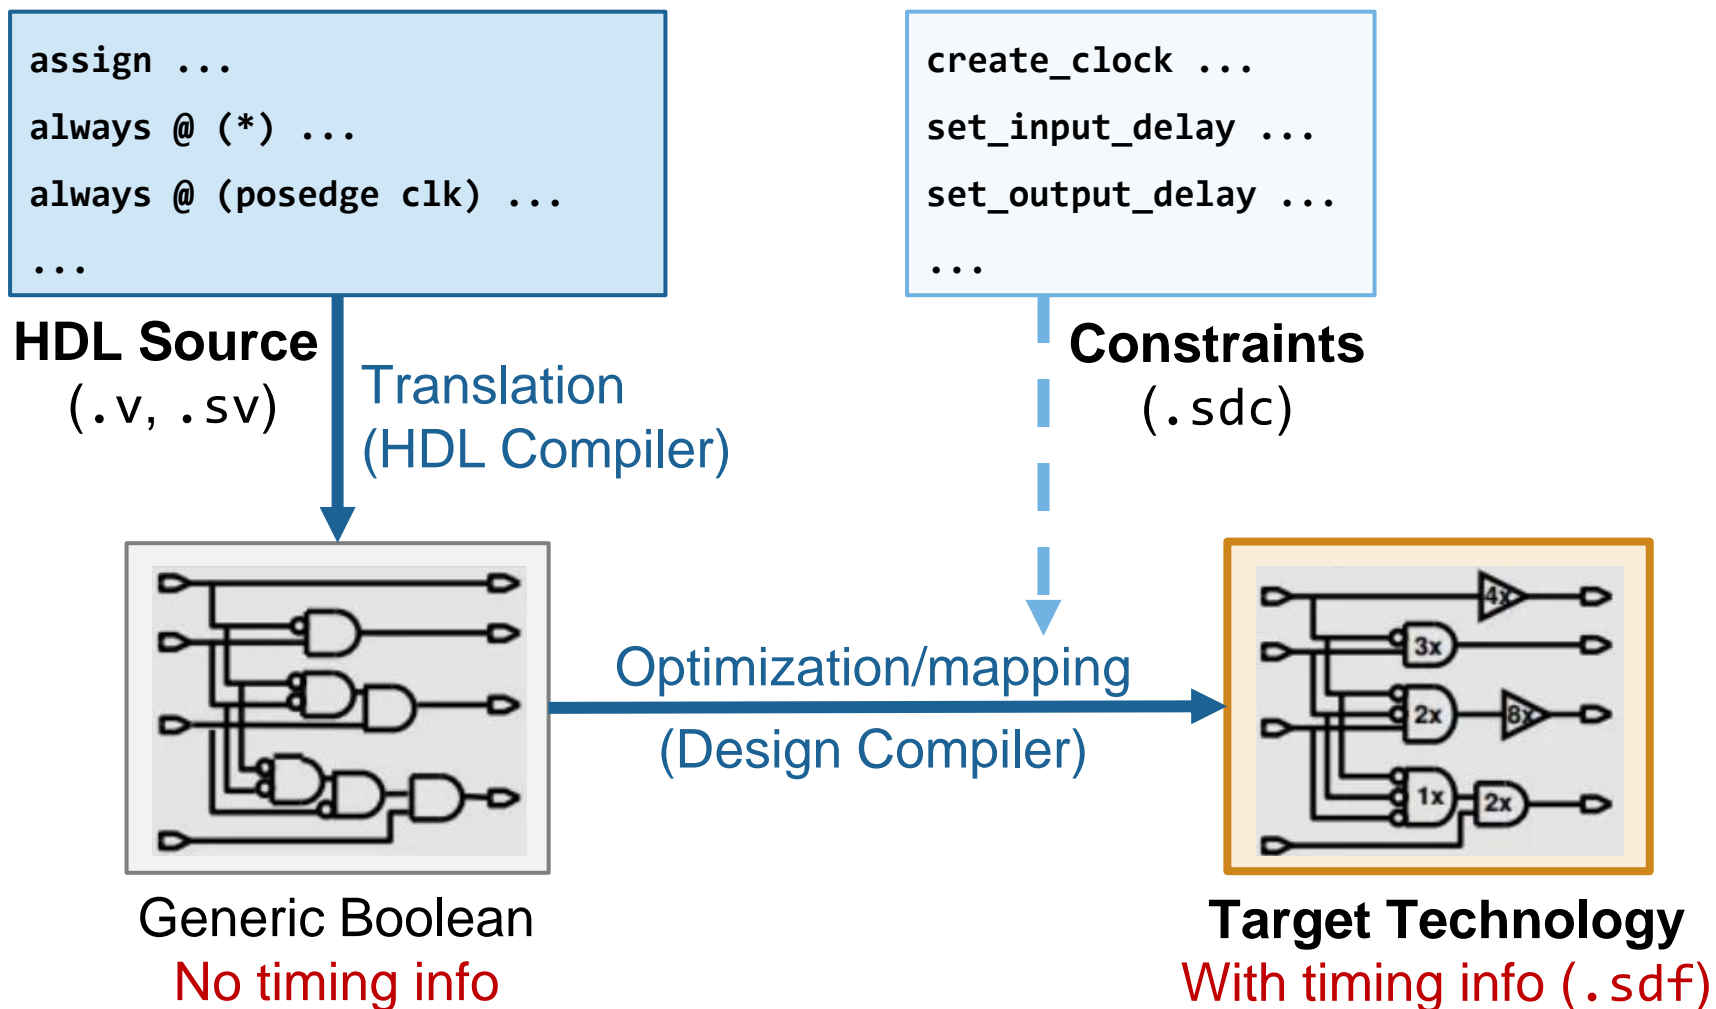 assign ...
always @ (*) ...
always @ (posedge clk) ...
...
create_clock ...
set_input_delay ...
set_output_delay ...
...
HDL Source
(.v, .sv)
Translation
(HDL Compiler)
Constraints
(.sdc)
Optimization/mapping
(Design Compiler)
4x
3x
2x
8x
1x
2x
Generic Boolean
No timing info
Target Technology
With timing info (.sdf)